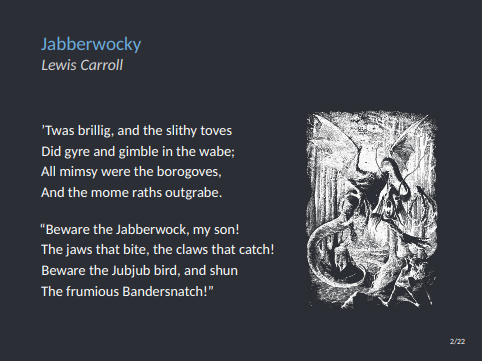 Jabberwocky
Lewis Carroll
’Twas brillig, and the slithy toves
Did gyre and gimble in the wabe;
All mimsy were the borogoves,
And the mome raths outgrabe.
“Beware the Jabberwock, my son!
The jaws that bite, the claws that catch!
Beware the Jubjub bird, and shun
The frumious Bandersnatch!”
2/22